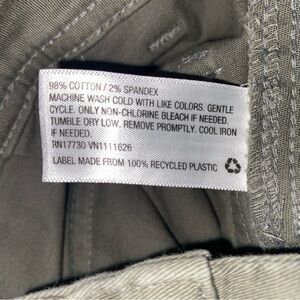 98% COTTON / 2% SPANDEX
MACHINE WASH COLD WITH LIKE COLORS. GENTLE
CYCLE. ONLY NON-CHLORINE BLEACH IF NEEDED.
TUMBLE DRY LOW. REMOVE PROMPTLY. COOL IRON
IF NEEDED.
RN17730 VN1111626
LABEL MADE FROM 100% RECYCLED PLASTIC